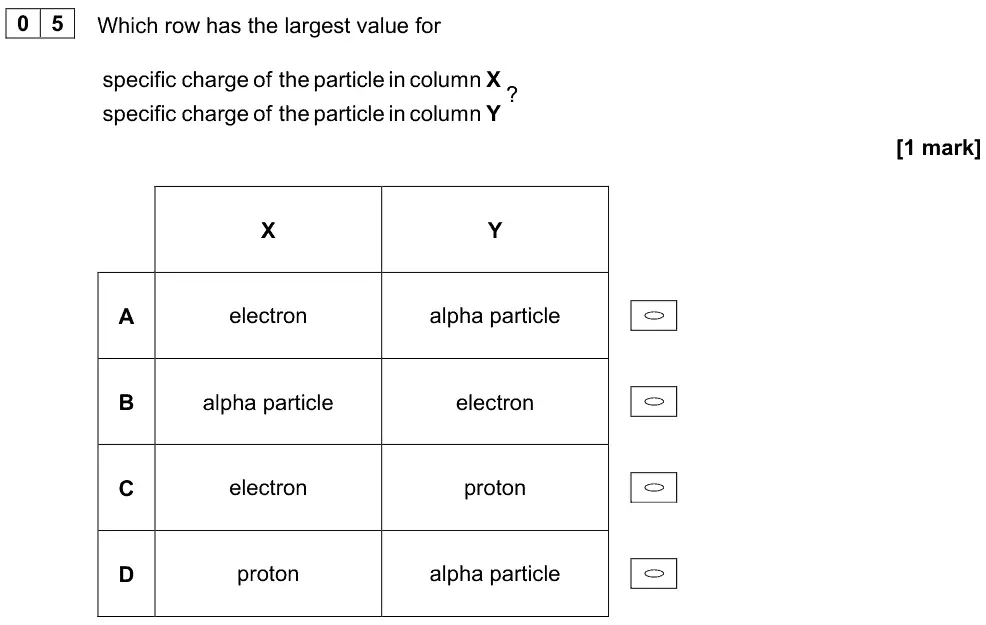 0 5 Which row has the largest value for
specific charge of the particle in column X
?
specific charge of the particle in column Y
[1 mark]
X Y
A electron alpha particle
B alpha particle electron
C electron proton
D proton alpha particle